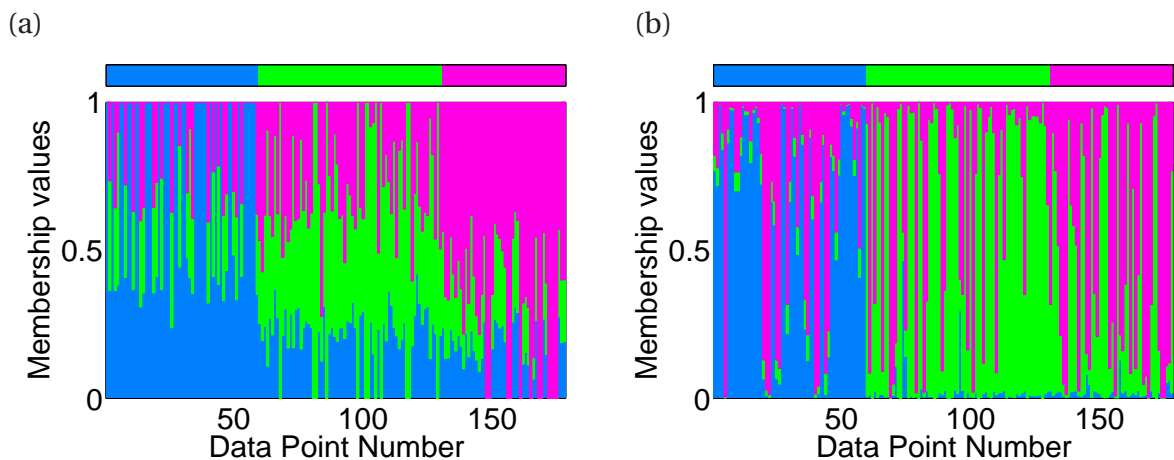 (a)
1
0.5
0
Membership values
50 100 150
Data Point Number
(b)
1
0.5
0
Membership values
50 100 150
Data Point Number